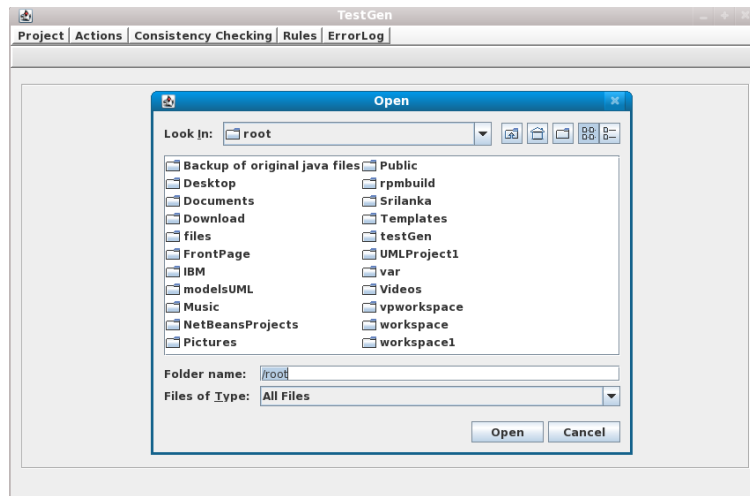 TestGen
Project Actions Consistency Checking Rules ErrorLog
Open
Look In: root
Backup of original java files Public
Desktop rpmbuild
Documents Srilanka
Download Templates
files testGen
FrontPage UMLProject1
IBM var
modelsUML Videos
Music vpworkspace
NetBeansProjects workspace
Pictures workspace1
Folder name: /root
Files of Type: All Files
Open Cancel